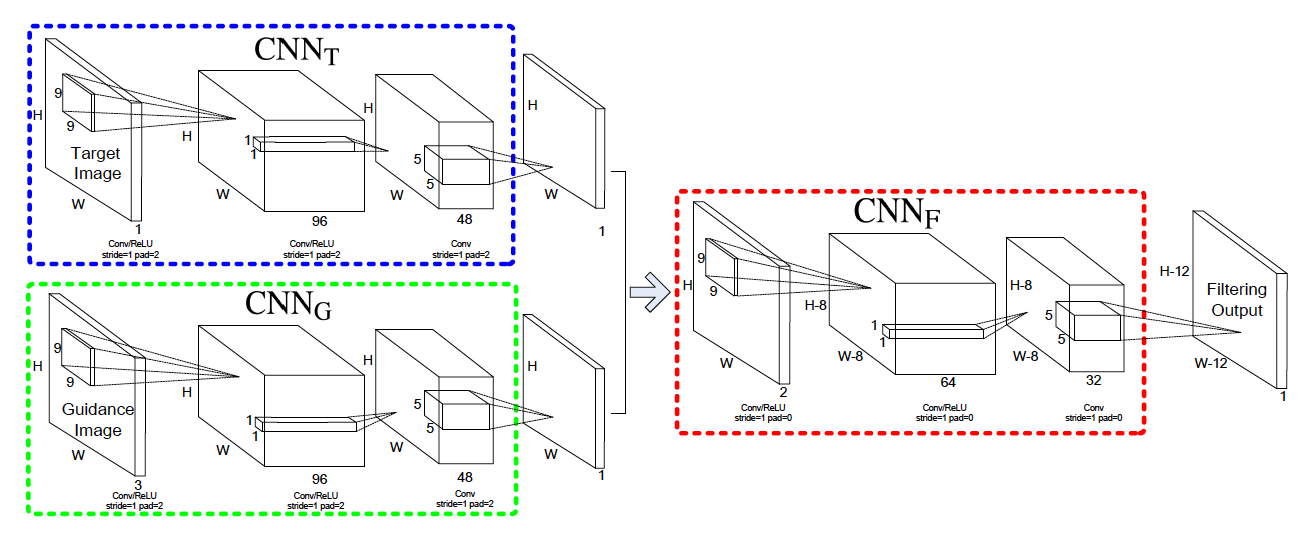 CNN_T
9
H
9
Target
Image
W
1
H
W
96
1
1
H
W
48
5
5
H
W
1
Conv/ReLU
stride=1 pad=2
Conv/ReLU
stride=1 pad=2
Conv
stride=1 pad=2
CNN_G
9
H
9
Guidance
Image
W
3
H
W
96
1
1
H
W
48
5
5
H
W
1
Conv/ReLU
stride=1 pad=2
Conv/ReLU
stride=1 pad=2
Conv
stride=1 pad=2
CNN_F
9
H
9
W
2
H-8
W-8
64
1
1
H-8
W-8
32
5
5
H-12
Filtering
Output
W-12
1
Conv/ReLU
stride=1 pad=0
Conv/ReLU
stride=1 pad=0
Conv
stride=1 pad=0